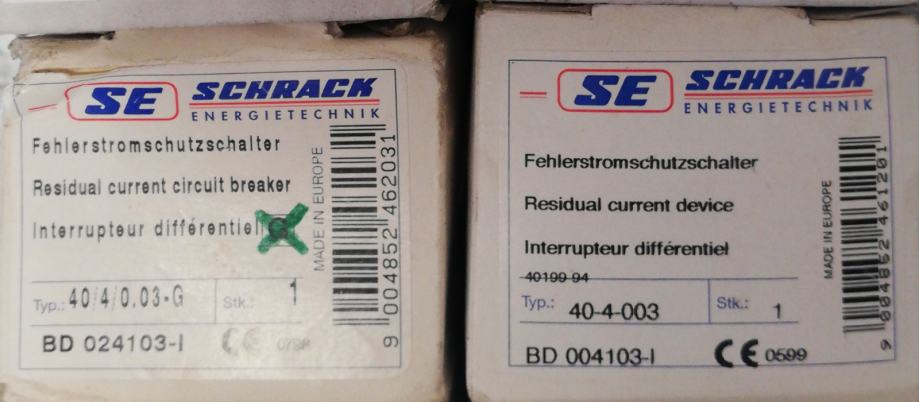 SE SCHRACK
ENERGIETECHNIK
Fehlerstromschutzschalter
Residual current circuit breaker
Interrupteur différentiel
MADE IN EUROPE
9 004852 462031
Typ.: 40/4/0,03-G Stk.: 1
BD 024103-I CE
SE SCHRACK
ENERGIETECHNIK
Fehlerstromschutzschalter
Residual current device
Interrupteur différentiel
40199 94
MADE IN EUROPE
9 004852 461201
Typ.: 40-4-003 Stk.: 1
BD 004103-I CE 0599